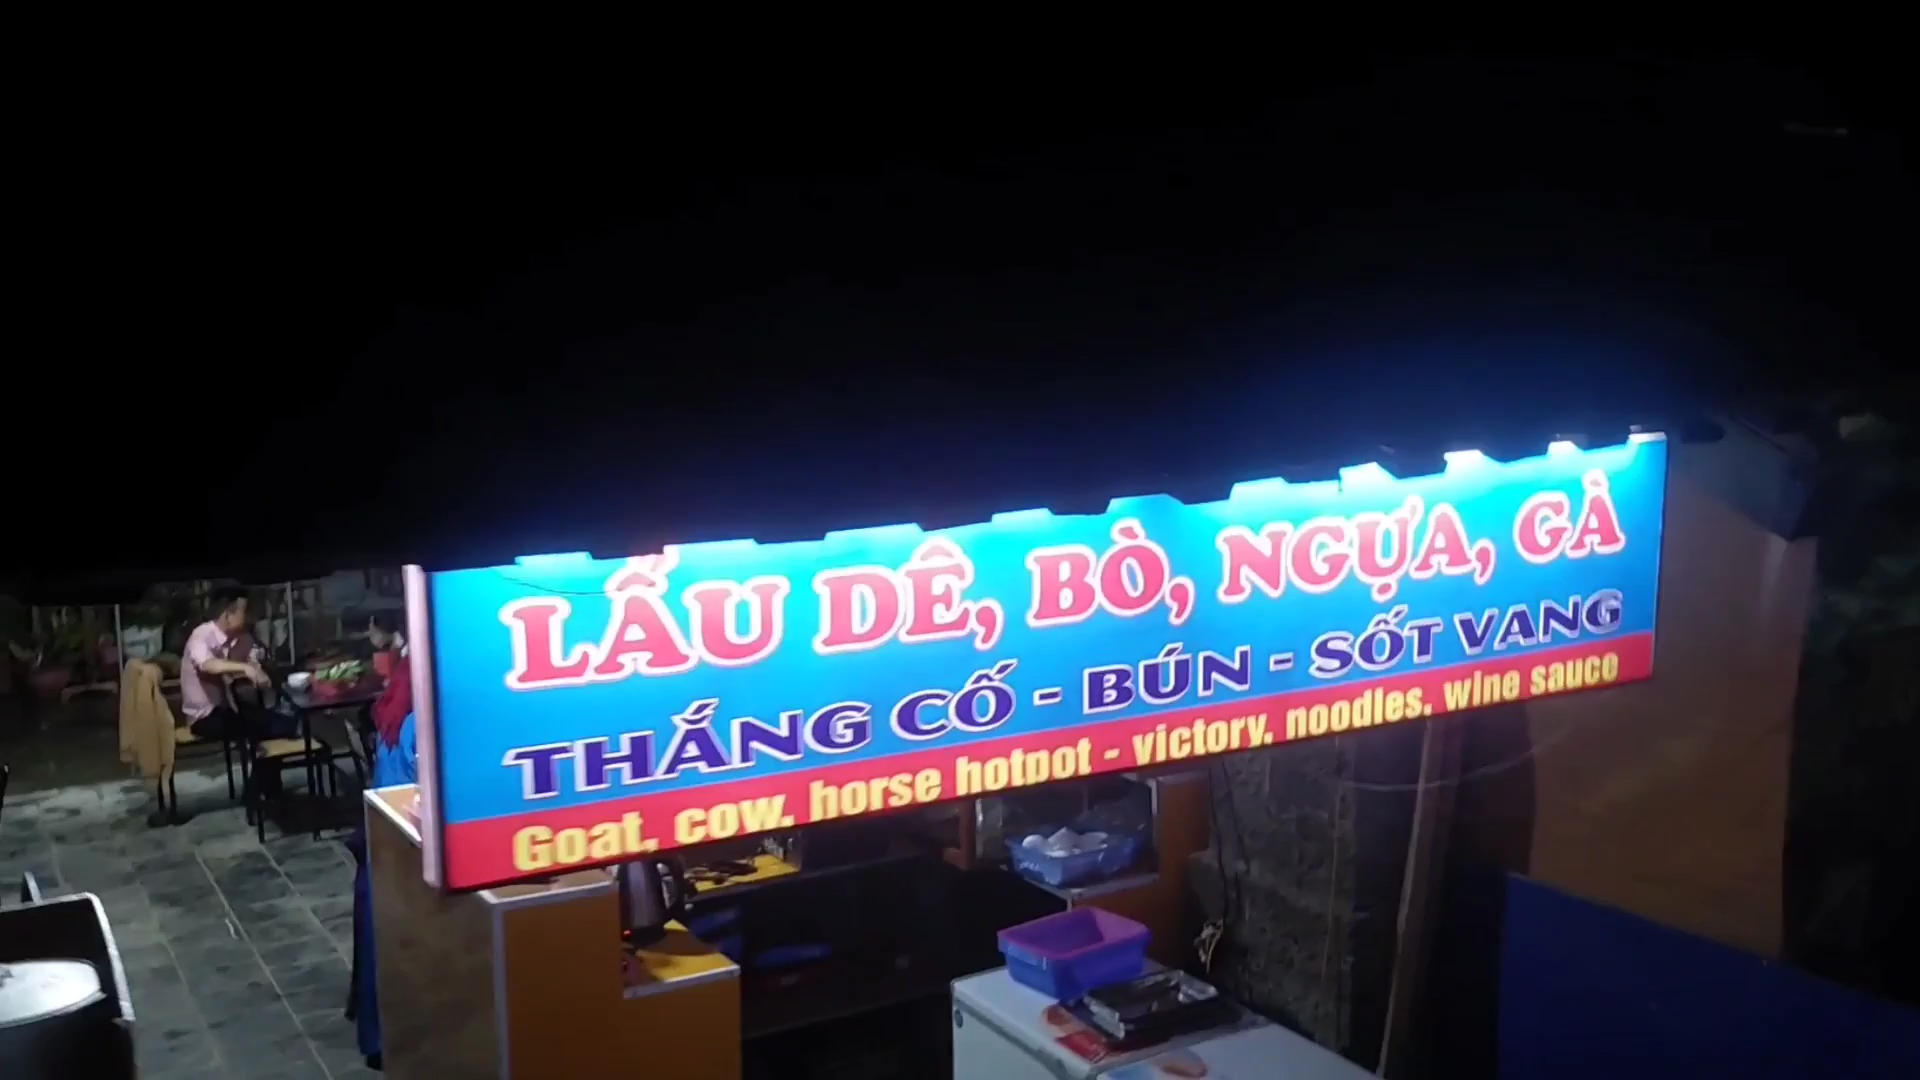 LẨU DÊ, BÒ, NGỰA, GÀ
THẮNG CỐ - BÚN - SỐT VANG
Goat, cow, horse hotpot - victory, noodles, wine sauce